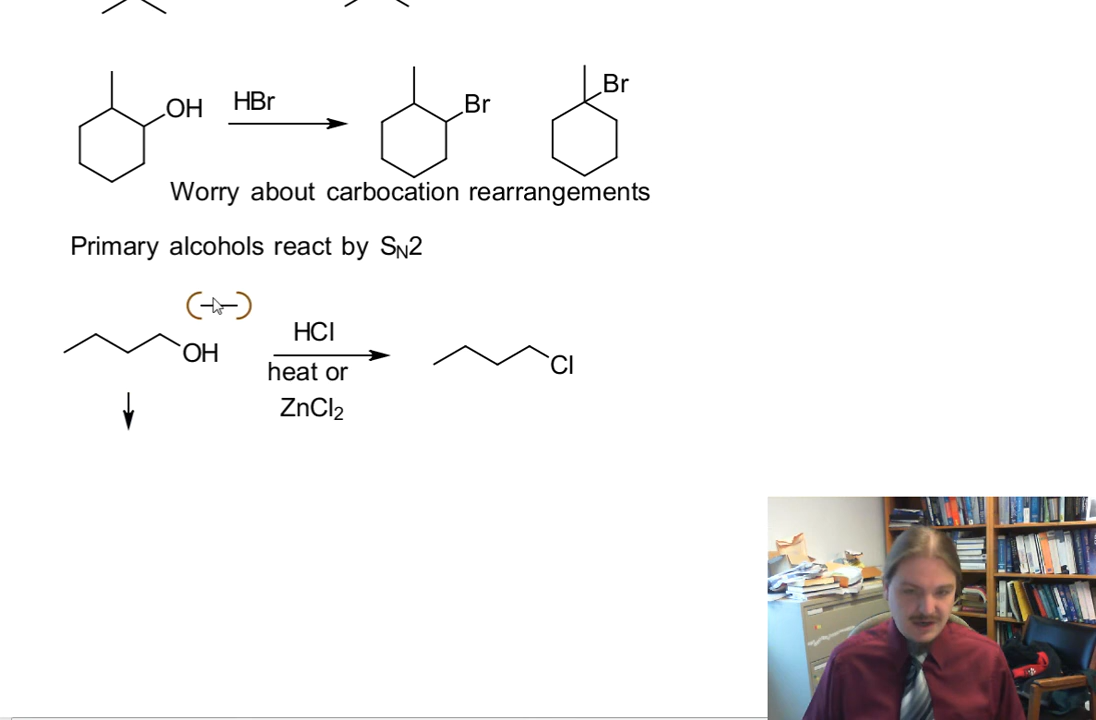 OH HBr Br Br
Worry about carbocation rearrangements
Primary alcohols react by SN2
HCl
OH Cl
heat or
ZnCl2